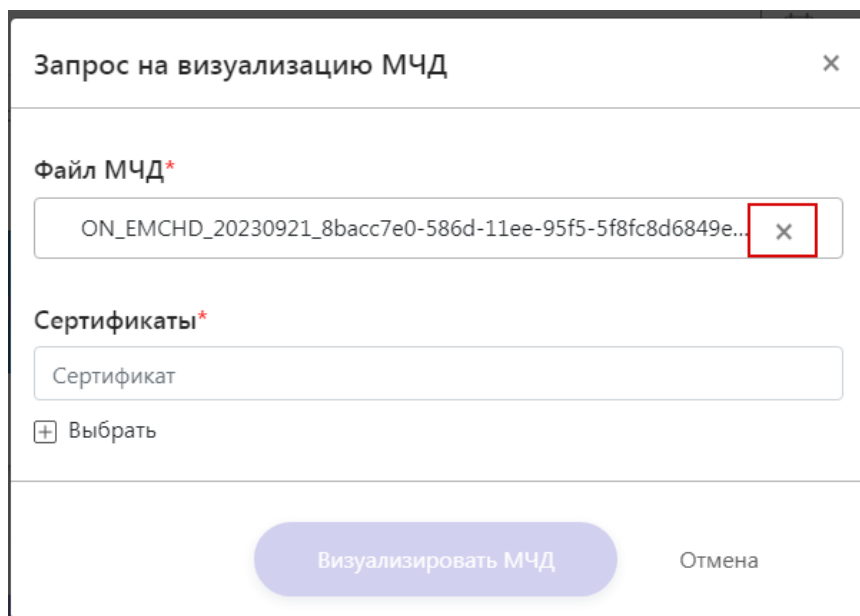 Запрос на визуализацию МЧД
Файл МЧД*
ON_EMCHD_20230921_8bacc7e0-586d-11ee-95f5-5f8fc8d6849e...
Сертификаты*
Сертификат
Выбрать
Визуализировать МЧД Отмена